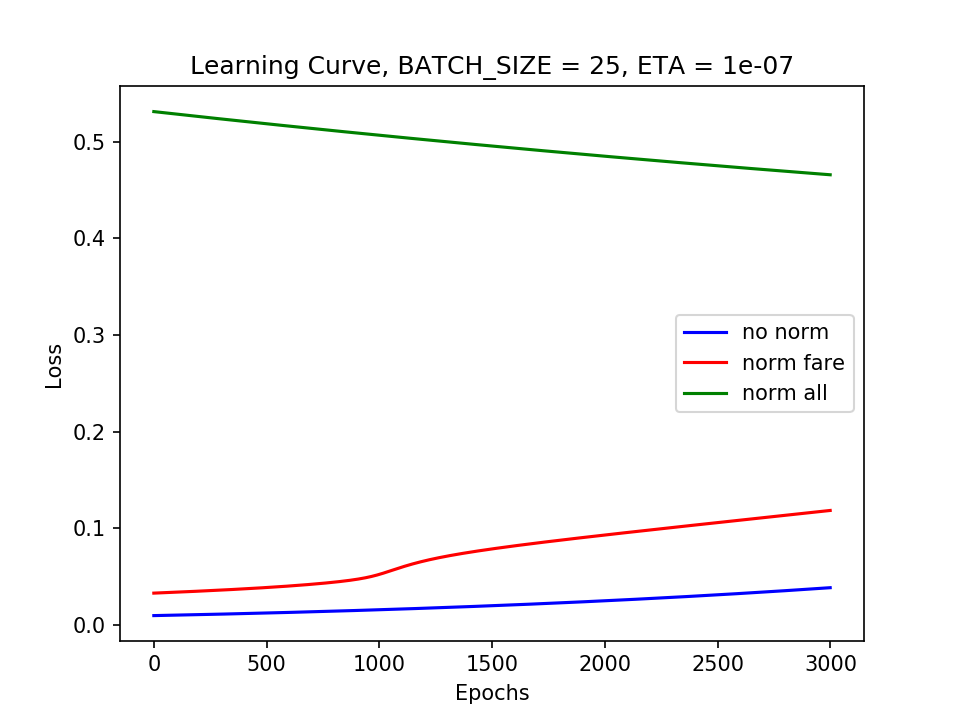 Learning Curve, BATCH_SIZE = 25, ETA = 1e-07
Loss
0.5
0.4
0.3
0.2
0.1
0.0
no norm
norm fare
norm all
0 500 1000 1500 2000 2500 3000
Epochs